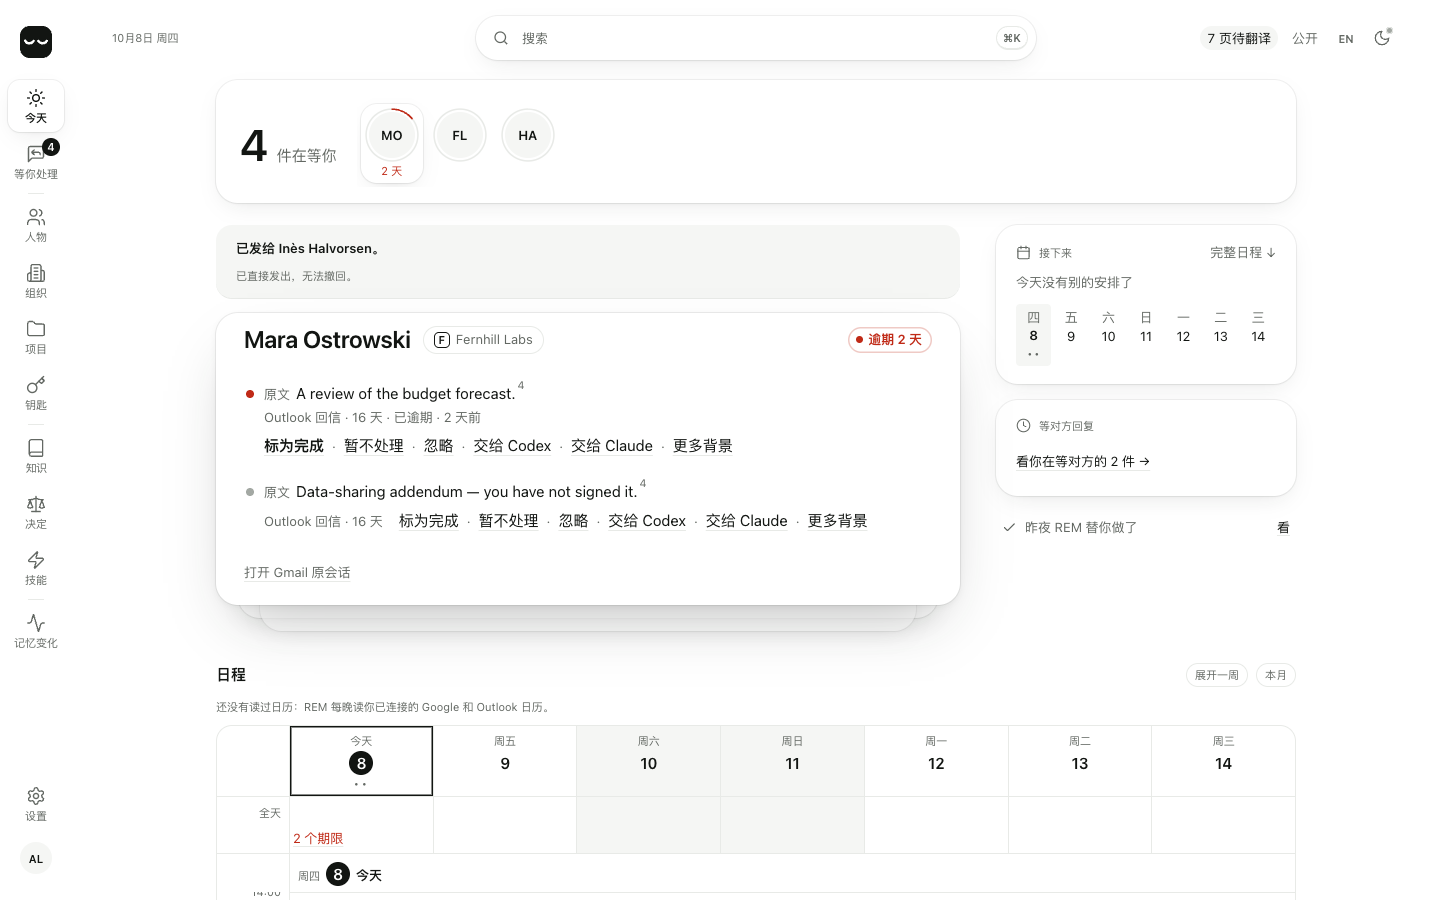 10月8日 周四
搜索
⌘K
7 页待翻译
公开
EN
今天
4
等你处理
人物
组织
项目
钥匙
知识
决定
技能
记忆变化
设置
AL
4 件在等你
MO
2 天
FL
HA
已发给 Inès Halvorsen。
已直接发出，无法撤回。
Mara Ostrowski
F Fernhill Labs
逾期 2 天
原文 A review of the budget forecast. 4
Outlook 回信 · 16 天 · 已逾期 · 2 天前
标为完成 · 暂不处理 · 忽略 · 交给 Codex · 交给 Claude · 更多背景
原文 Data-sharing addendum — you have not signed it. 4
Outlook 回信 · 16 天 标为完成 · 暂不处理 · 忽略 · 交给 Codex · 交给 Claude · 更多背景
打开 Gmail 原会话
接下来
完整日程 ↓
今天没有别的安排了
四 五 六 日 一 二 三
8 9 10 11 12 13 14
等对方回复
看你在等对方的 2 件 →
昨夜 REM 替你做了
看
日程
展开一周
本月
还没有读过日历：REM 每晚读你已连接的 Google 和 Outlook 日历。
今天 周五 周六 周日 周一 周二 周三
8 9 10 11 12 13 14
全天
2 个期限
周四 8 今天
14:00